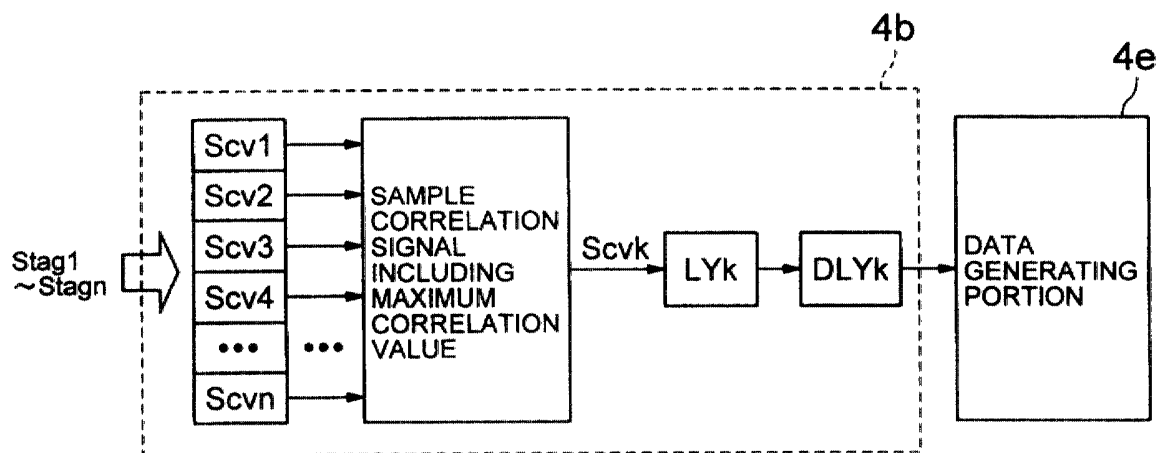 4b
4e
Scv1
Scv2
Scv3
Scv4
•••
Scvn
•••
Stag1
~Stagn
SAMPLE
CORRELATION
SIGNAL
INCLUDING
MAXIMUM
CORRELATION
VALUE
Scvk
LYk
DLYk
DATA
GENERATING
PORTION